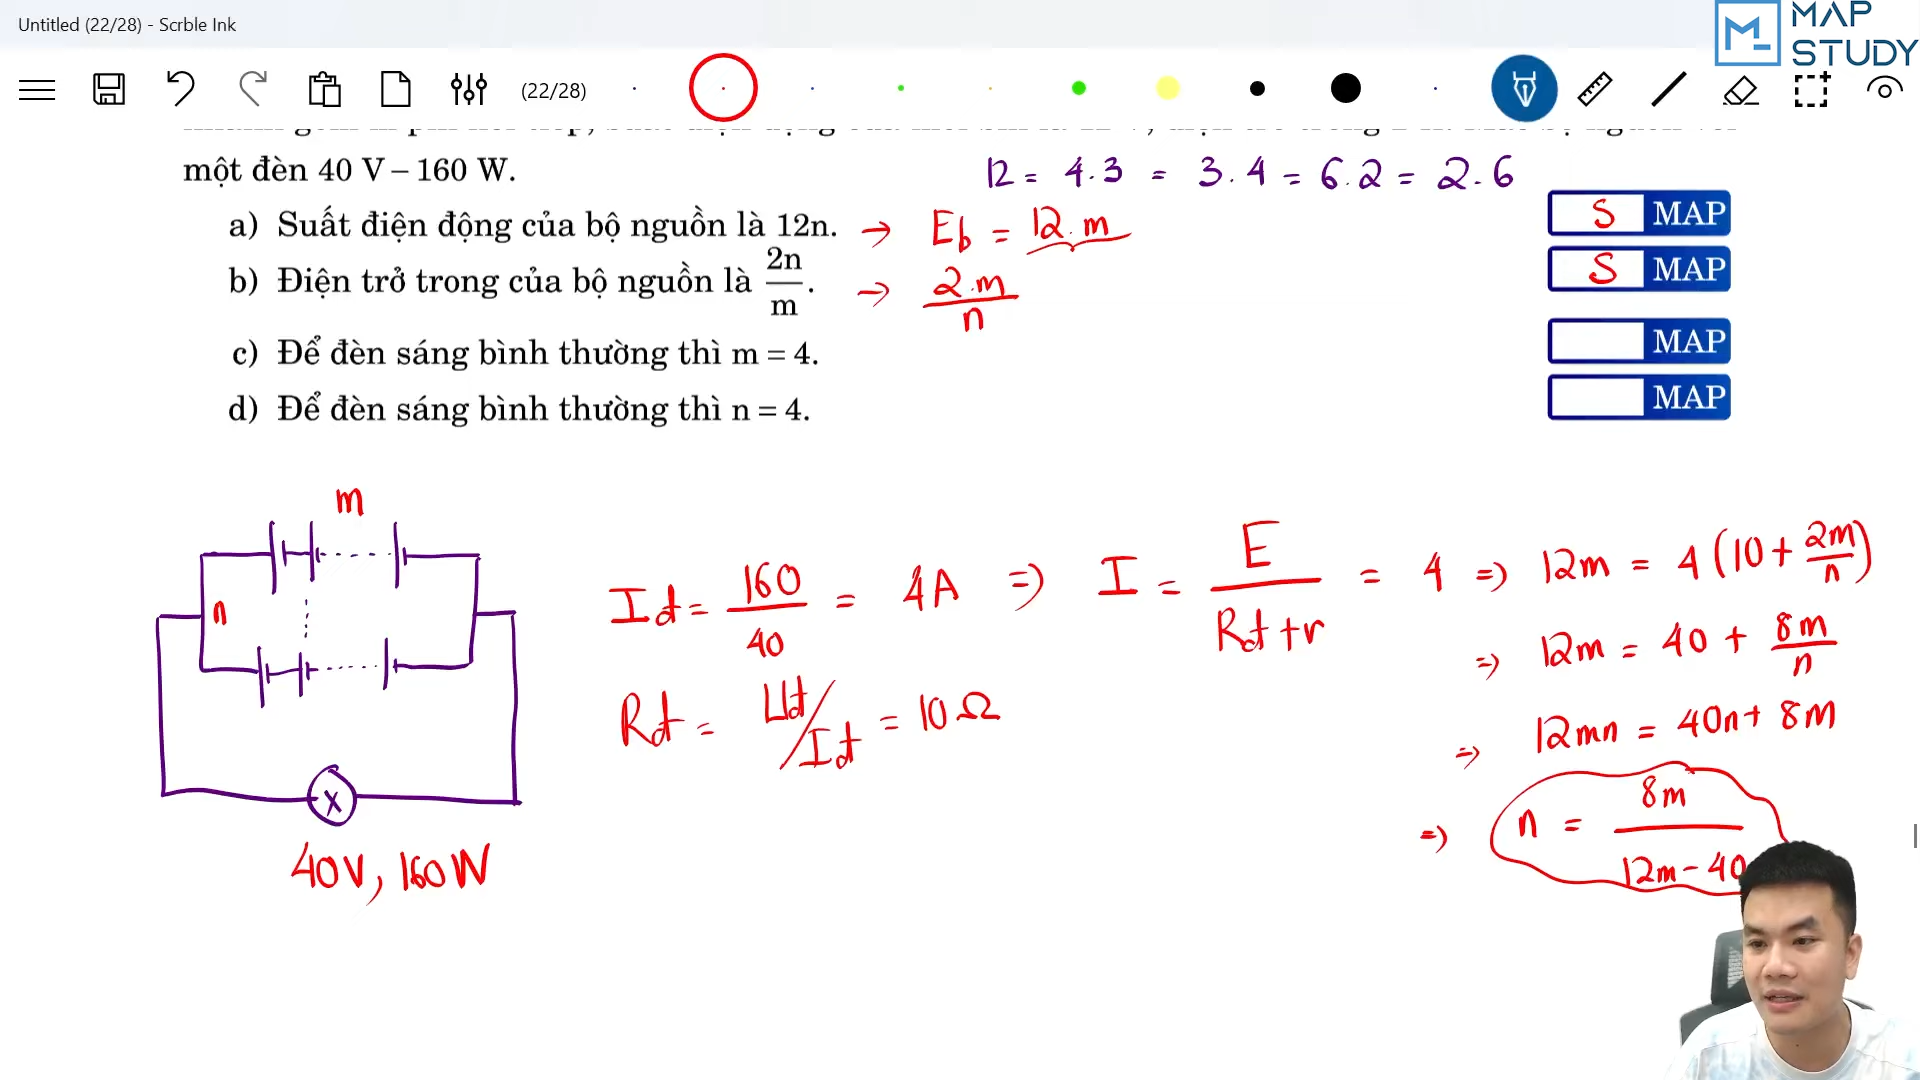 Untitled (22/28) - Scrble Ink
MAP STUDY
(22/28)
một đèn 40 V – 160 W.
12 = 4.3 = 3.4 = 6.2 = 2.6
a) Suất điện động của bộ nguồn là 12n. → Eb = 12.m
S MAP
b) Điện trở trong của bộ nguồn là 2n/m. → 2.m/n
S MAP
c) Để đèn sáng bình thường thì m = 4.
MAP
d) Để đèn sáng bình thường thì n = 4.
MAP
m
n
X
40V, 160W
Iđ = 160/40 = 4A => I = E/(Rđ+r) = 4 => 12m = 4(10 + 2m/n)
=> 12m = 40 + 8m/n
Rđ = Uđ/Iđ = 10Ω
=> 12mn = 40n + 8m
=> n = 8m/(12m - 40)